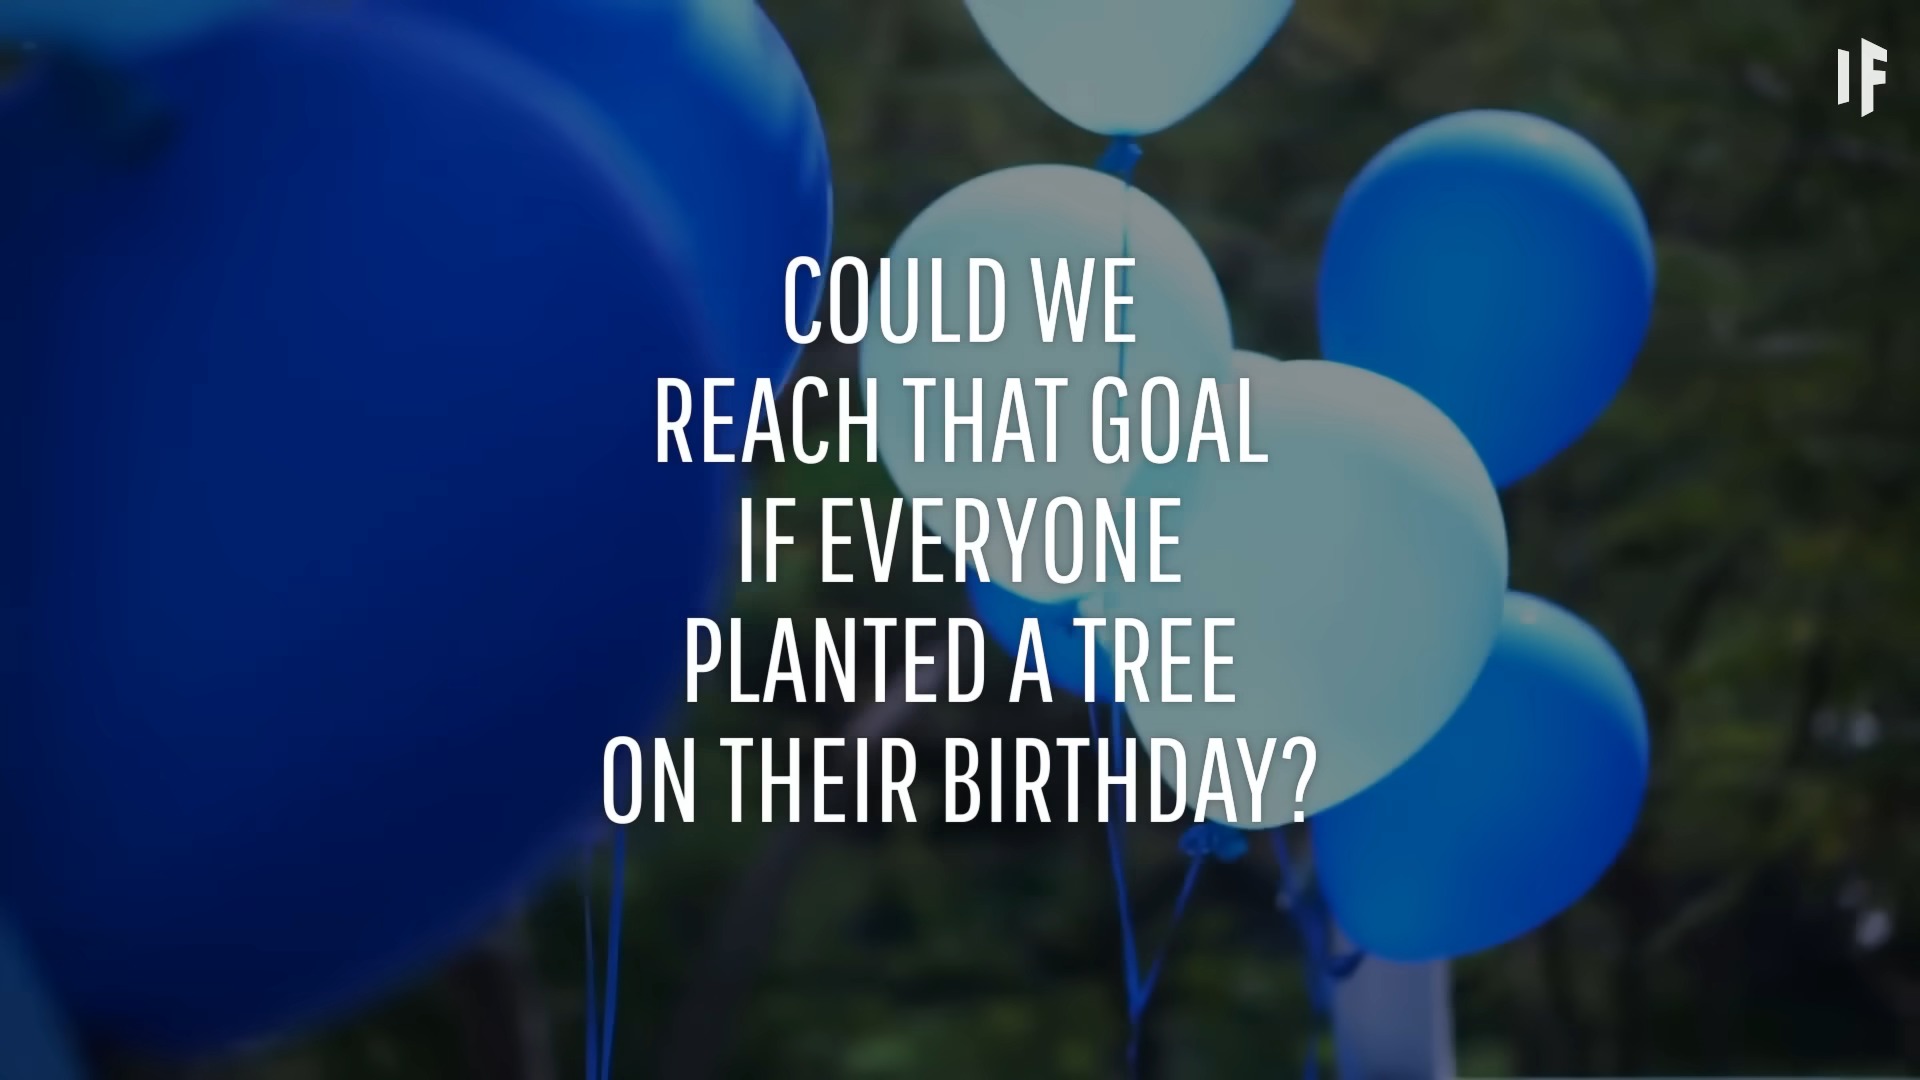 IF
COULD WE
REACH THAT GOAL
IF EVERYONE
PLANTED A TREE
ON THEIR BIRTHDAY?